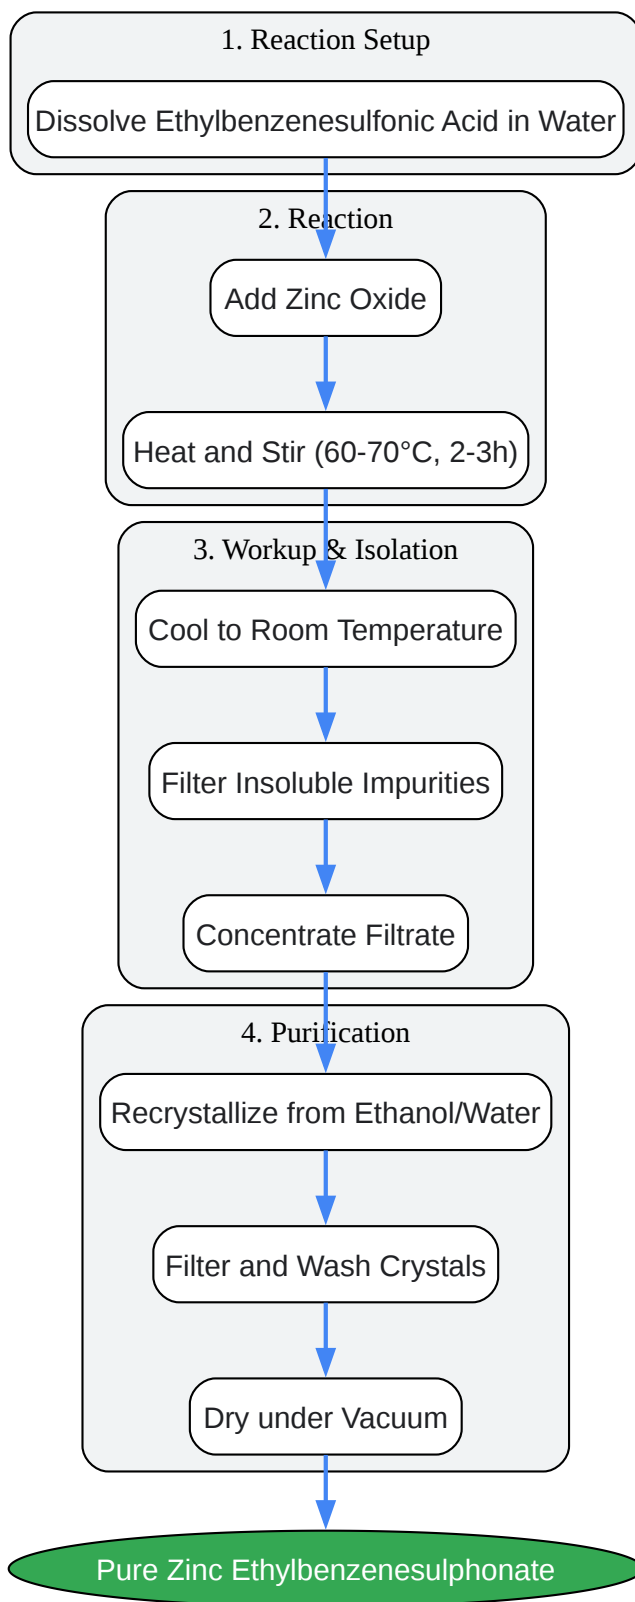 1. Reaction Setup
Dissolve Ethylbenzenesulfonic Acid in Water
2. Reaction
Add Zinc Oxide
Heat and Stir (60-70°C, 2-3h)
3. Workup & Isolation
Cool to Room Temperature
Filter Insoluble Impurities
Concentrate Filtrate
4. Purification
Recrystallize from Ethanol/Water
Filter and Wash Crystals
Dry under Vacuum
Pure Zinc Ethylbenzenesulphonate